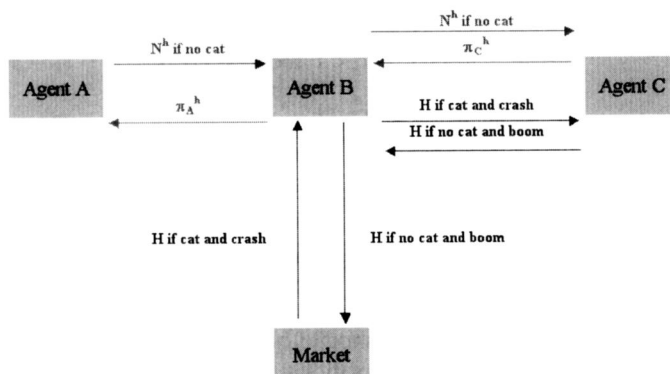 N^h if no cat
N^h if no cat
π_C^h
Agent A
Agent B
Agent C
π_A^h
H if cat and crash
H if no cat and boom
H if cat and crash
H if no cat and boom
Market